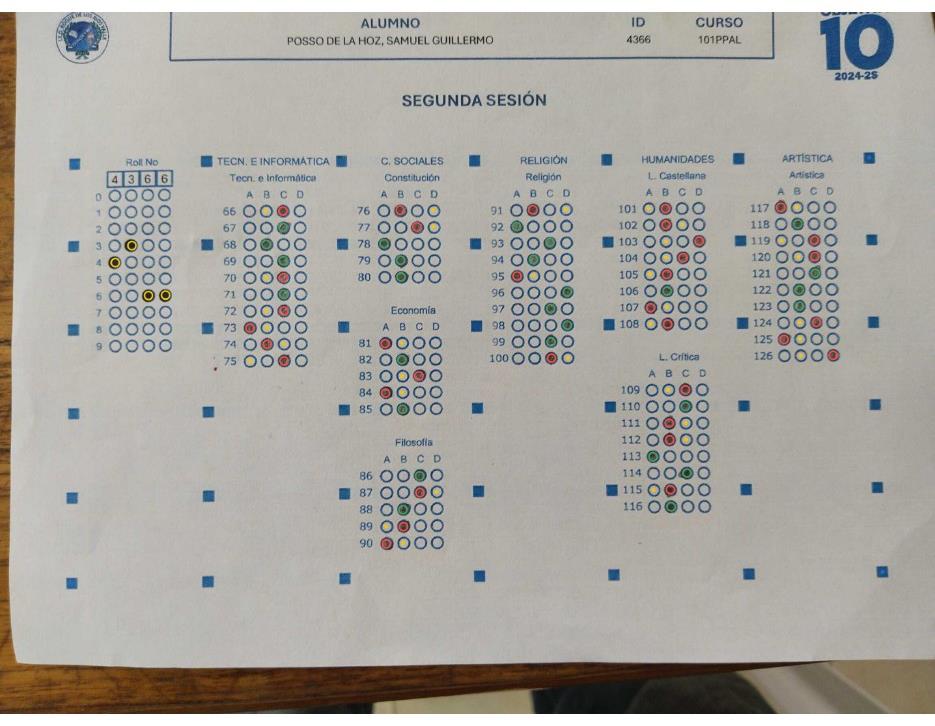 ALUMNO ID CURSO
POSSO DE LA HOZ, SAMUEL GUILLERMO 4366 101PPAL
10
2024-2S
SEGUNDA SESIÓN
Roll No
4 3 6 6
0
1
2
3
4
5
6
7
8
9
TECN. E INFORMÁTICA
Tecn. e Informática
A B C D
66
67
68
69
70
71
72
73
74
75
C. SOCIALES
Constitución
A B C D
76
77
78
79
80
Economía
A B C D
81
82
83
84
85
Filosofía
A B C D
86
87
88
89
90
RELIGIÓN
Religión
A B C D
91
92
93
94
95
96
97
98
99
100
HUMANIDADES
L. Castellana
A B C D
101
102
103
104
105
106
107
108
L. Crítica
A B C D
109
110
111
112
113
114
115
116
ARTÍSTICA
Artística
A B C D
117
118
119
120
121
122
123
124
125
126